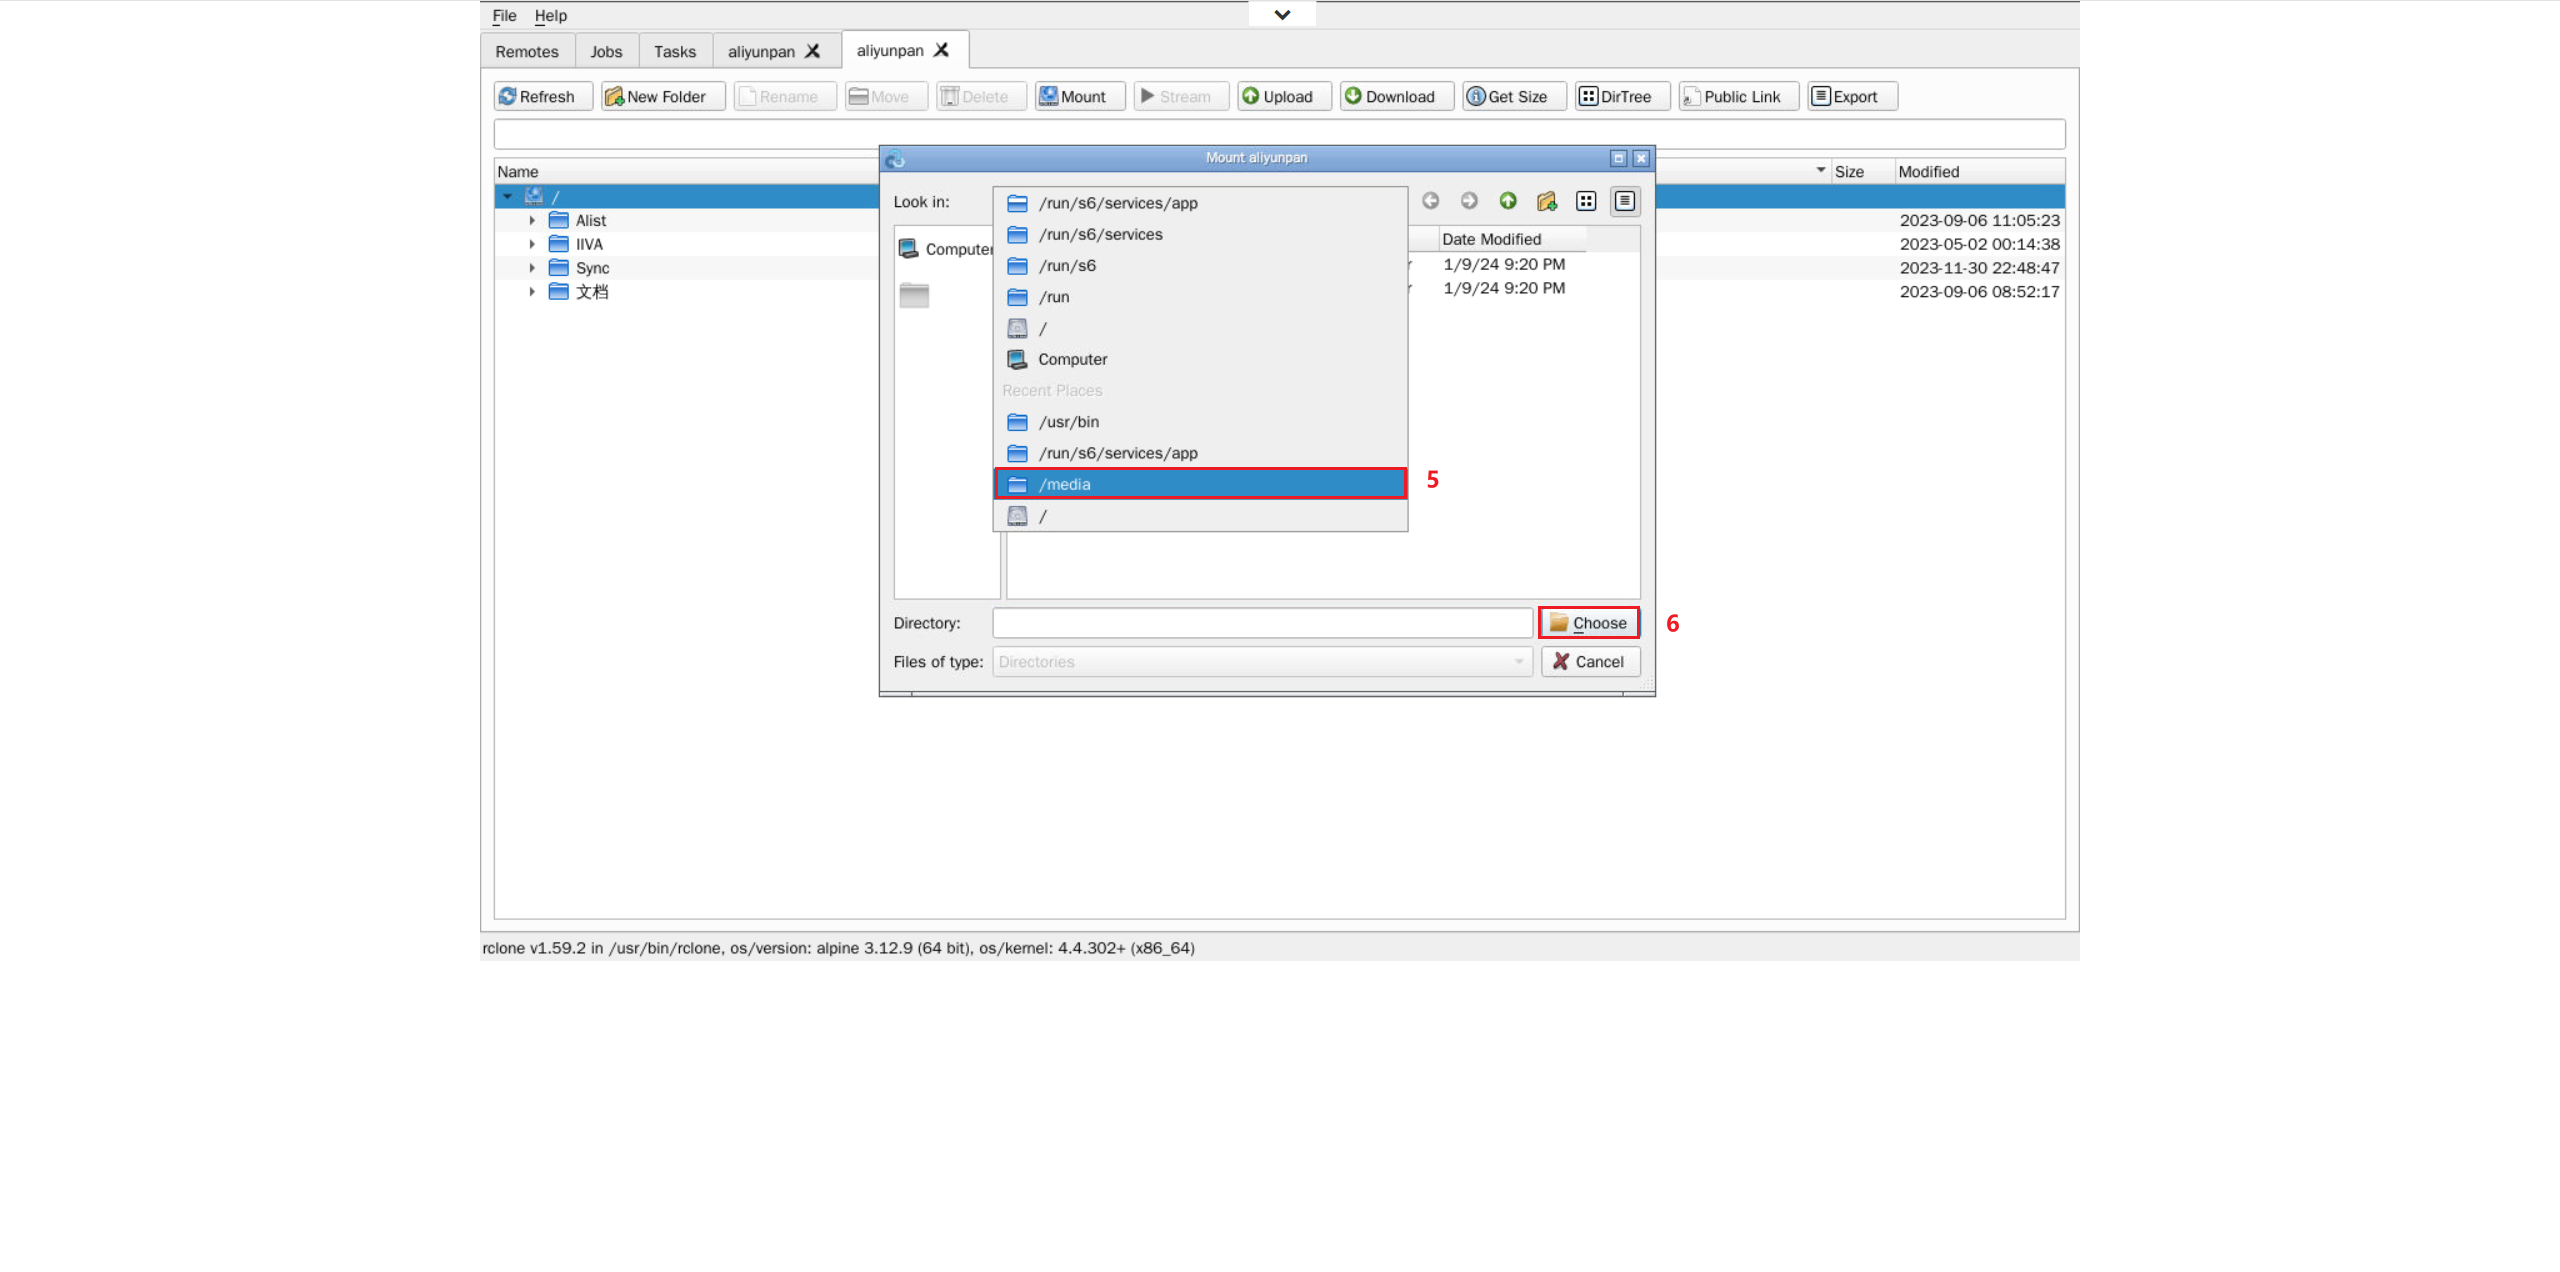 File Help
Remotes Jobs Tasks aliyunpan aliyunpan
Refresh New Folder Rename Move Delete Mount Stream Upload Download Get Size DirTree Public Link Export
Mount aliyunpan
Name Size Modified
/
Alist 2023-09-06 11:05:23
IIVA 2023-05-02 00:14:38
Sync 2023-11-30 22:48:47
文档 2023-09-06 08:52:17
Look in:
Computer
/run/s6/services/app
/run/s6/services
/run/s6
/run
/
Computer
Recent Places
/usr/bin
/run/s6/services/app
/media
/
5
Date Modified
1/9/24 9:20 PM
1/9/24 9:20 PM
Directory: Choose 6
Files of type: Directories Cancel
rclone v1.59.2 in /usr/bin/rclone, os/version: alpine 3.12.9 (64 bit), os/kernel: 4.4.302+ (x86_64)